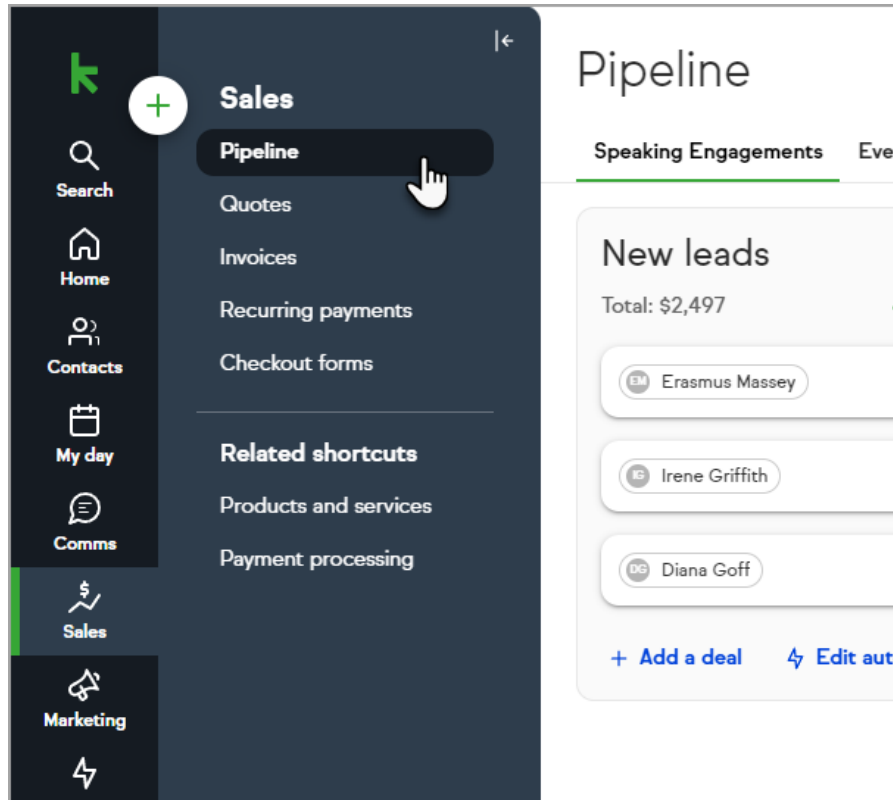 Search
Home
Contacts
My day
Comms
Sales
Marketing
Sales
Pipeline
Quotes
Invoices
Recurring payments
Checkout forms
Related shortcuts
Products and services
Payment processing
Pipeline
Speaking Engagements Eve
New leads
Total: $2,497
EM Erasmus Massey
IG Irene Griffith
DG Diana Goff
+ Add a deal Edit aut